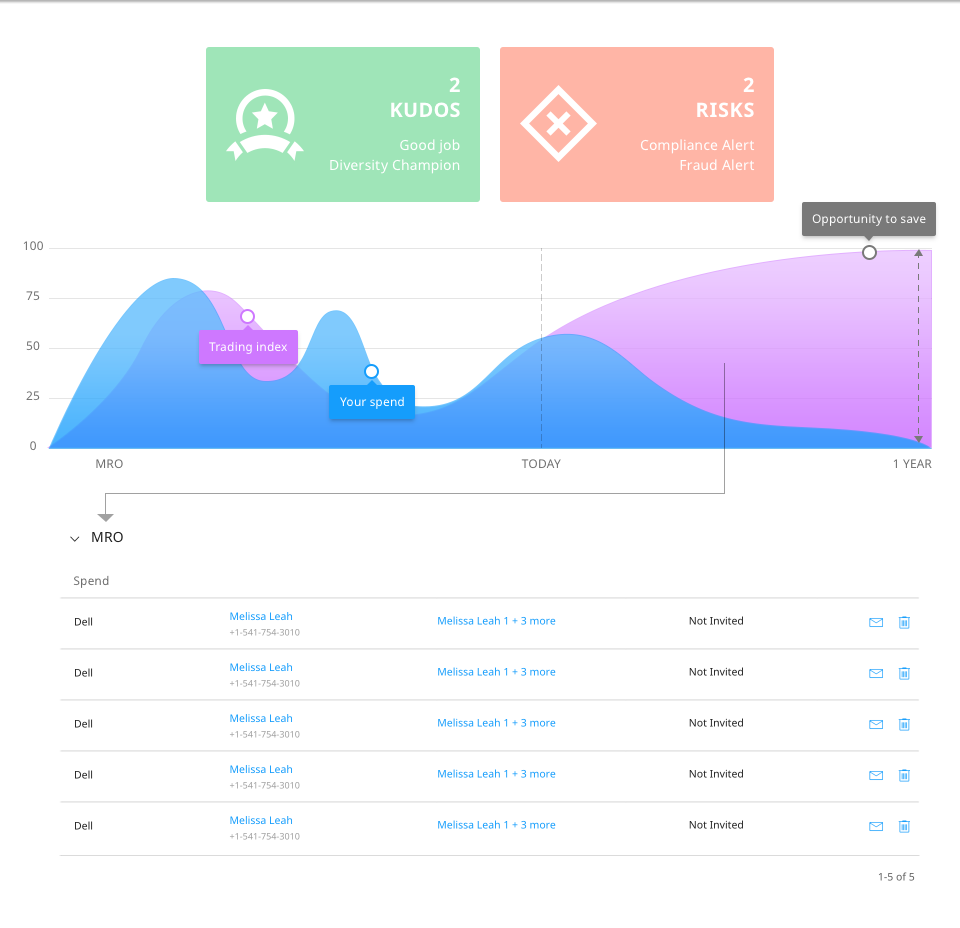 2
KUDOS
Good job
Diversity Champion
2
RISKS
Compliance Alert
Fraud Alert
Opportunity to save
100
75
50
25
0
Trading index
Your spend
MRO
TODAY
1 YEAR
MRO
Spend
Dell
Melissa Leah
+1-541-754-3010
Melissa Leah 1 + 3 more
Not Invited
Dell
Melissa Leah
+1-541-754-3010
Melissa Leah 1 + 3 more
Not Invited
Dell
Melissa Leah
+1-541-754-3010
Melissa Leah 1 + 3 more
Not Invited
Dell
Melissa Leah
+1-541-754-3010
Melissa Leah 1 + 3 more
Not Invited
Dell
Melissa Leah
+1-541-754-3010
Melissa Leah 1 + 3 more
Not Invited
1-5 of 5